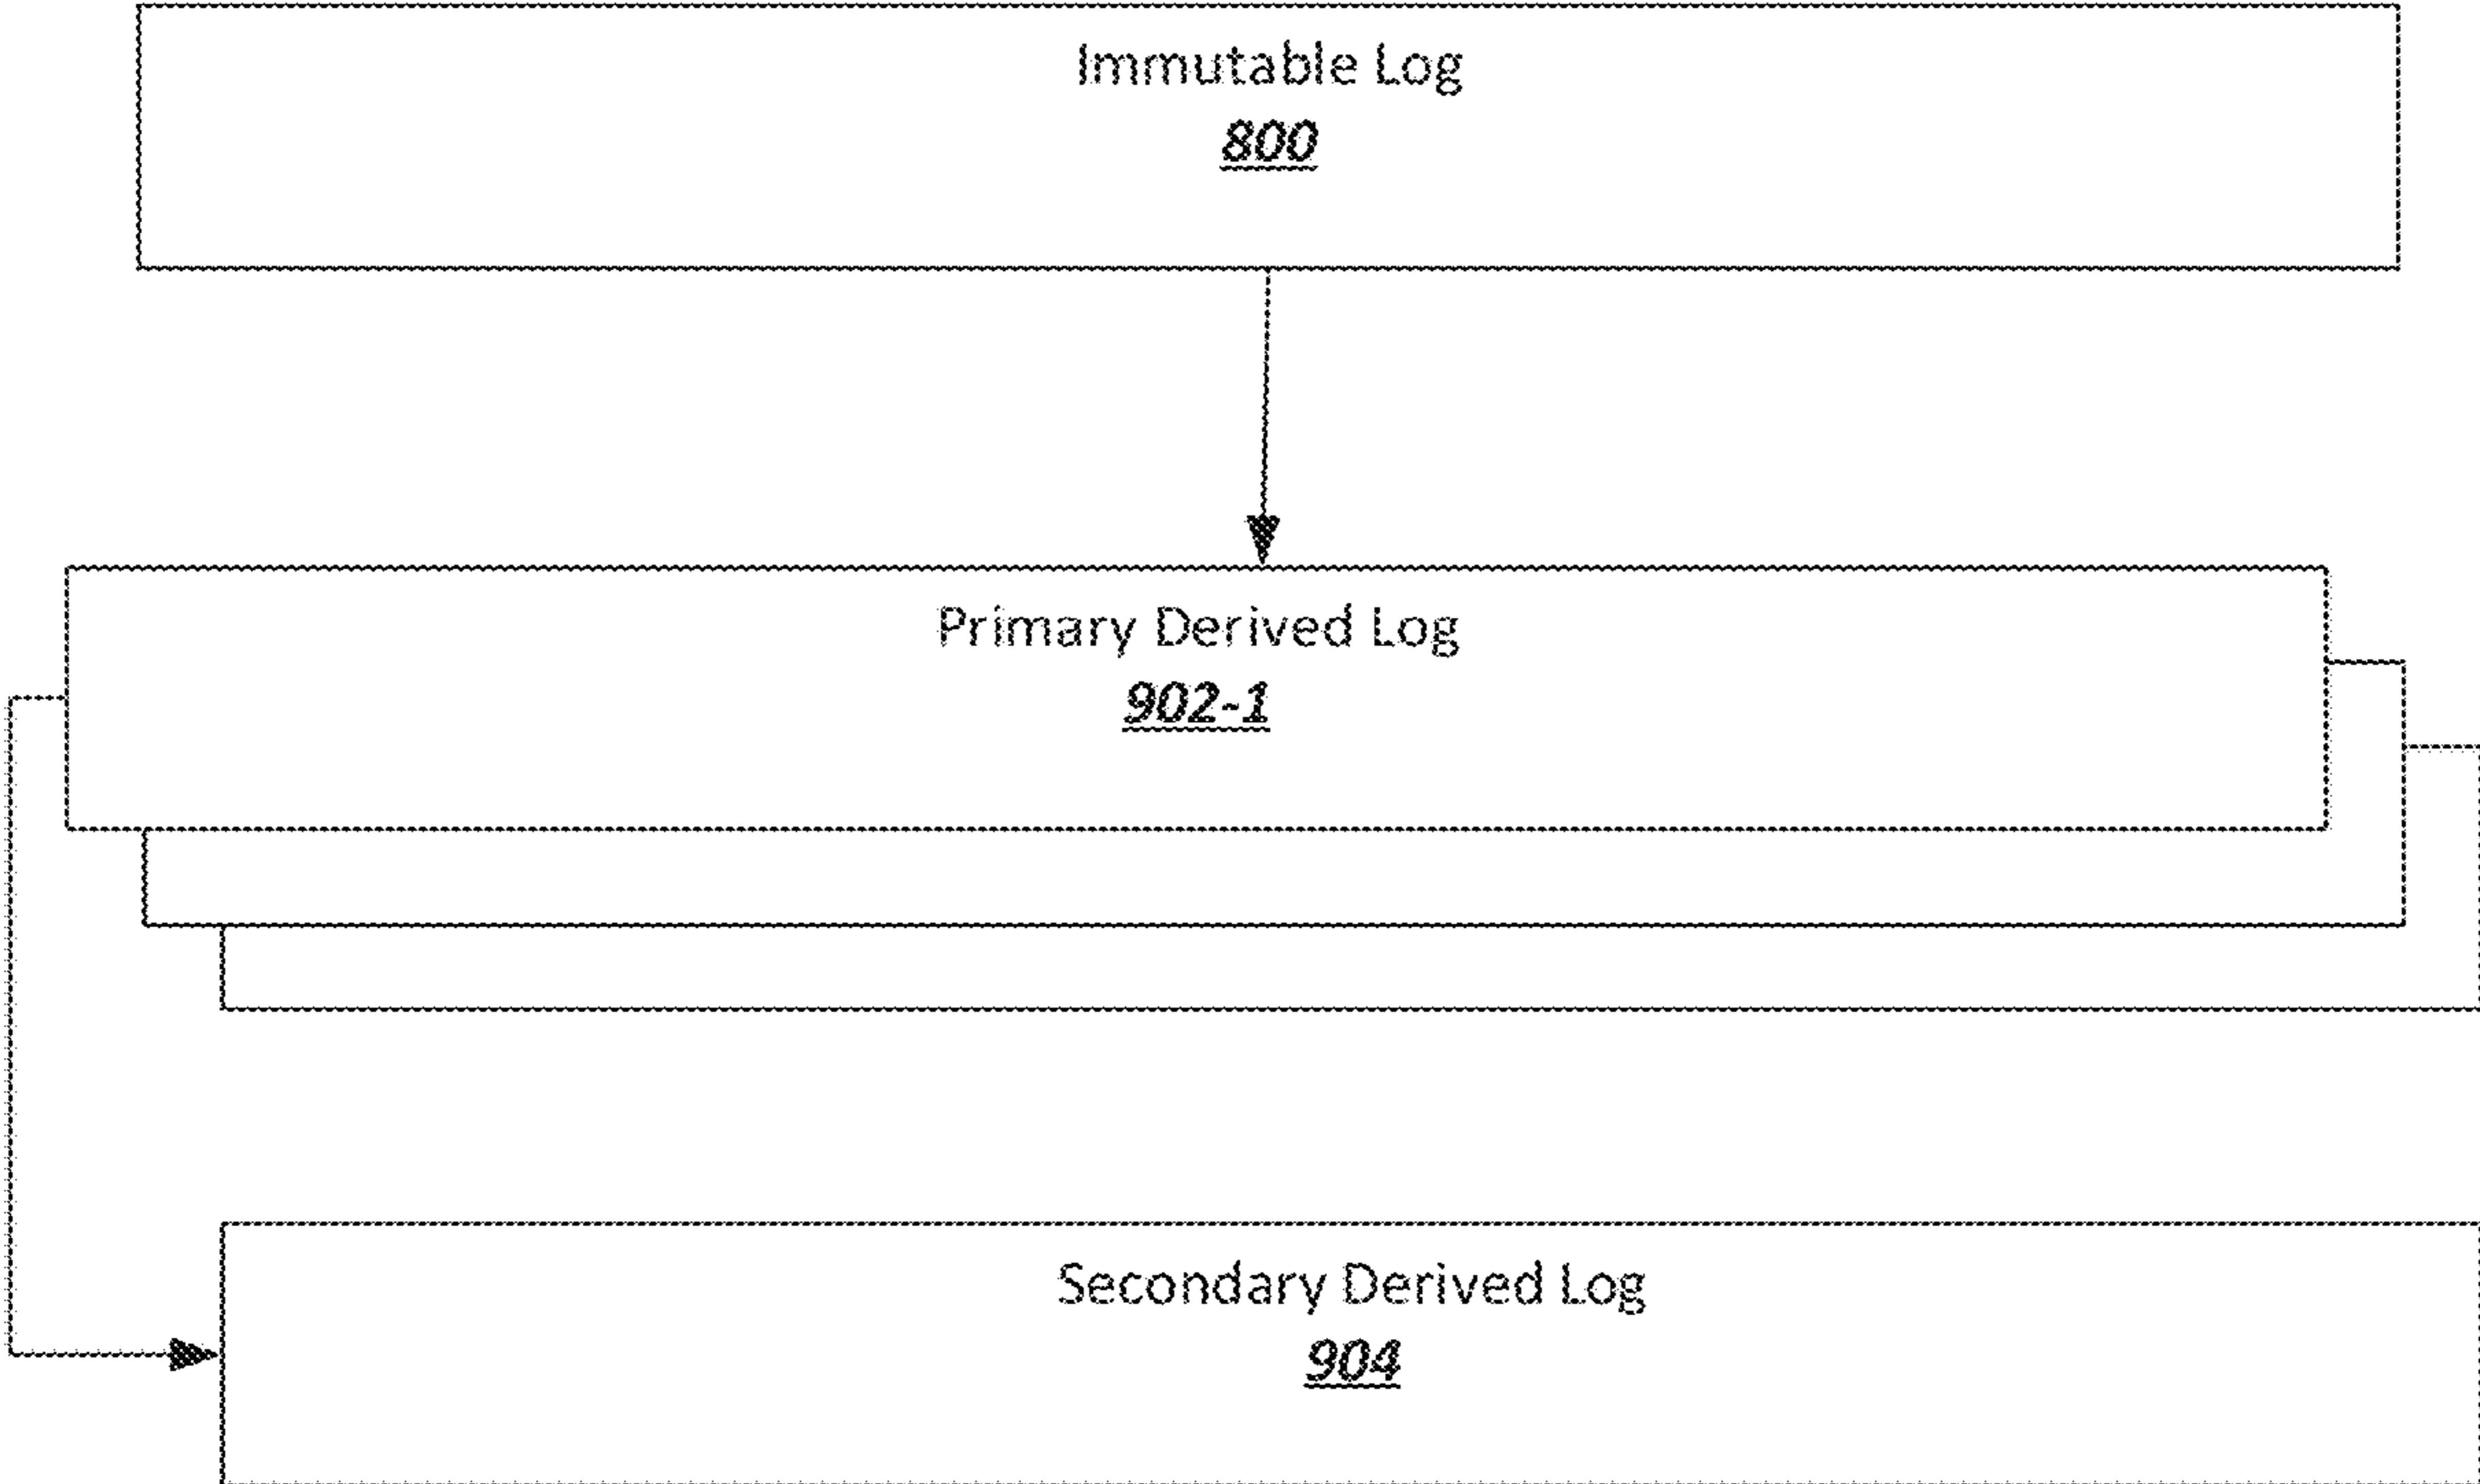 Immutable Log
800
Primary Derived Log
902-1
Secondary Derived Log
904